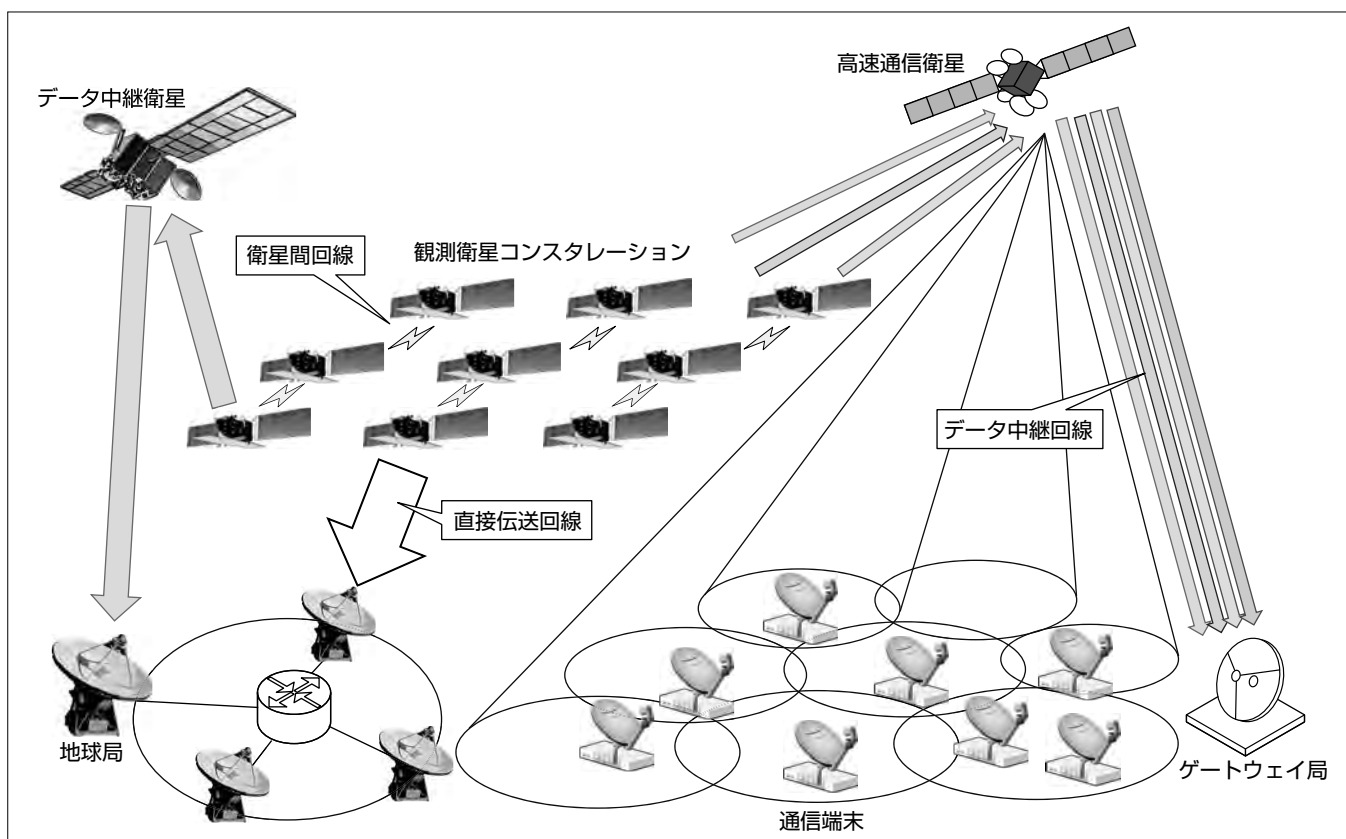 高速通信衛星
データ中継衛星
衛星間回線
観測衛星コンスタレーション
データ中継回線
直接伝送回線
地球局
ゲートウェイ局
通信端末